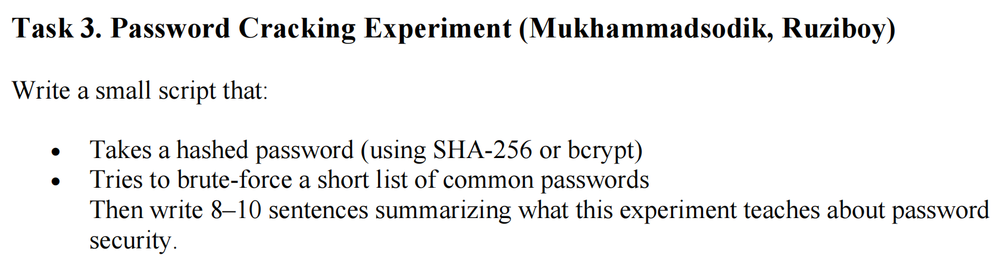 Task 3. Password Cracking Experiment (Mukhammadsodik, Ruziboy)
Write a small script that:
• Takes a hashed password (using SHA-256 or bcrypt)
• Tries to brute-force a short list of common passwords
Then write 8–10 sentences summarizing what this experiment teaches about password
security.